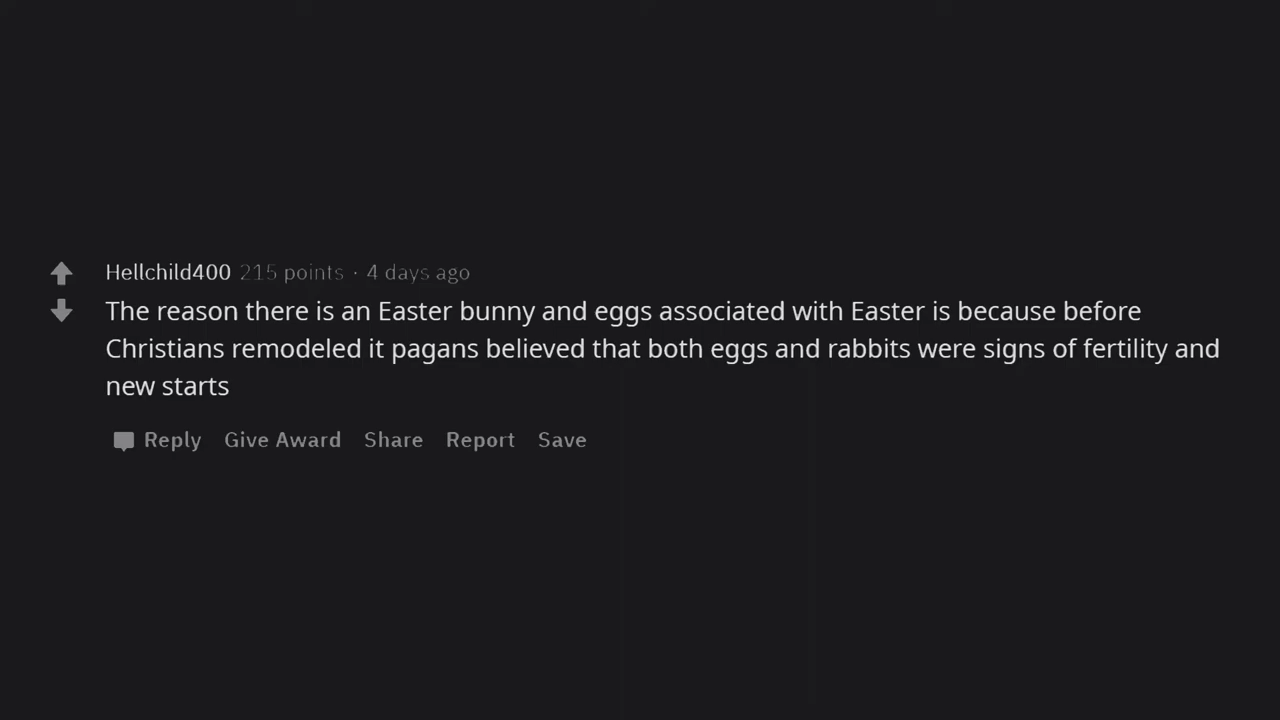 Hellchild400 215 points · 4 days ago
The reason there is an Easter bunny and eggs associated with Easter is because before
Christians remodeled it pagans believed that both eggs and rabbits were signs of fertility and
new starts
Reply Give Award Share Report Save